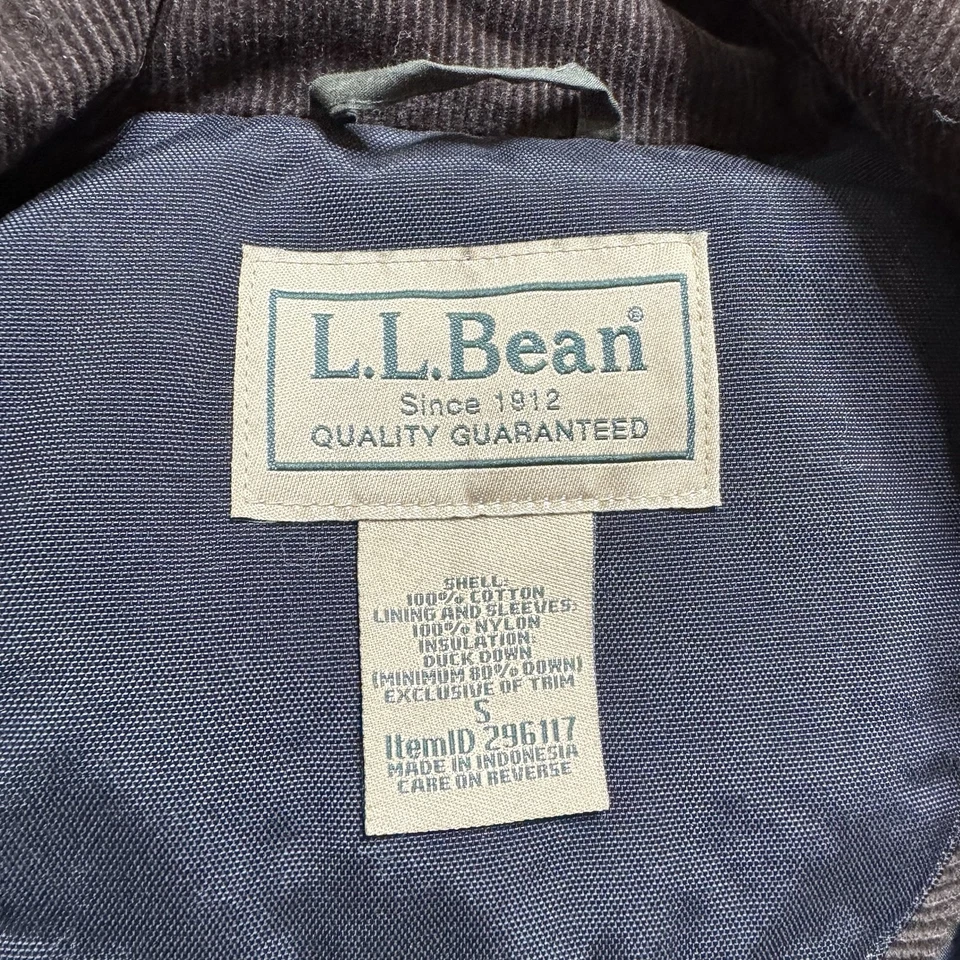 L.L.Bean®
Since 1912
QUALITY GUARANTEED
SHELL:
100% COTTON
LINING AND SLEEVES:
100% NYLON
INSULATION:
DUCK DOWN
(MINIMUM 80% DOWN)
EXCLUSIVE OF TRIM
S
ItemID 296117
MADE IN INDONESIA
CARE ON REVERSE